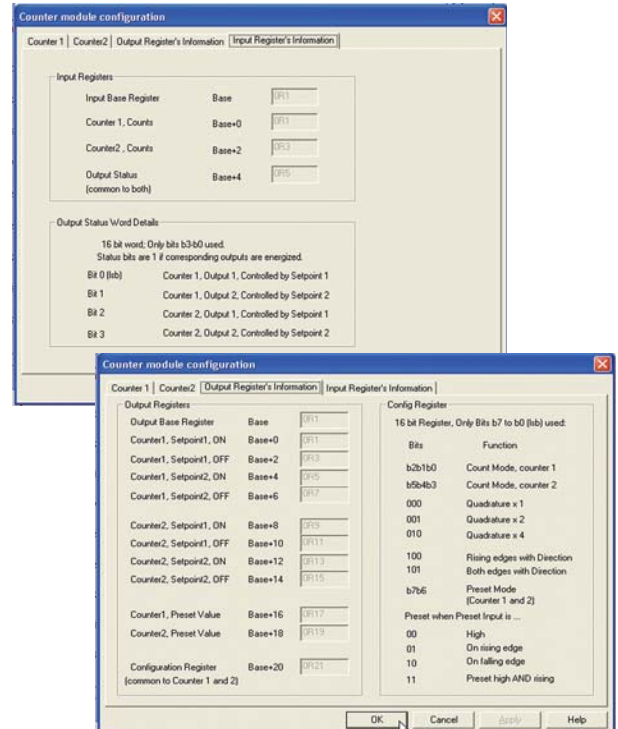 Counter module configuration
Counter 1 Counter2 Output Register's Information Input Register's Information
Input Registers
Input Base Register Base 0R1
Counter 1, Counts Base+0 0R1
Counter2 , Counts Base+2 0R3
Output Status Base+4 0R5
(common to both)
Output Status Word Details
16 bit word; Only bits b3-b0 used.
Status bits are 1 if corresponding outputs are energized.
Bit 0 (lsb) Counter 1, Output 1, Controlled by Setpoint 1
Bit 1 Counter 1, Output 2, Controlled by Setpoint 2
Bit 2 Counter 2, Output 1, Controlled by Setpoint 1
Bit 3 Counter 2, Output 2, Controlled by Setpoint 2
Counter module configuration
Counter 1 Counter2 Output Register's Information Input Register's Information
Output Registers
Output Base Register Base 0R1
Counter1, Setpoint1, ON Base+0 0R1
Counter1, Setpoint1, OFF Base+2 0R3
Counter1, Setpoint2, ON Base+4 0R5
Counter1, Setpoint2, OFF Base+6 0R7
Counter2, Setpoint1, ON Base+8 0R9
Counter2, Setpoint1, OFF Base+10 0R11
Counter2, Setpoint2, ON Base+12 0R13
Counter2, Setpoint2, OFF Base+14 0R15
Counter1, Preset Value Base+16 0R17
Counter2, Preset Value Base+18 0R19
Configuration Register Base+20 0R21
(common to Counter 1 and 2)
Config Register
16 bit Register, Only Bits b7 to b0 (lsb) used:
Bits Function
b2b1b0 Count Mode, counter 1
b5b4b3 Count Mode, counter 2
000 Quadrature x 1
001 Quadrature x 2
010 Quadrature x 4
100 Rising edges with Direction
101 Both edges with Direction
b7b6 Preset Mode
(Counter 1 and 2)
Preset when Preset Input is ...
00 High
01 On rising edge
10 On falling edge
11 Preset high AND rising
OK Cancel Apply Help